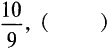 10/9, (    )